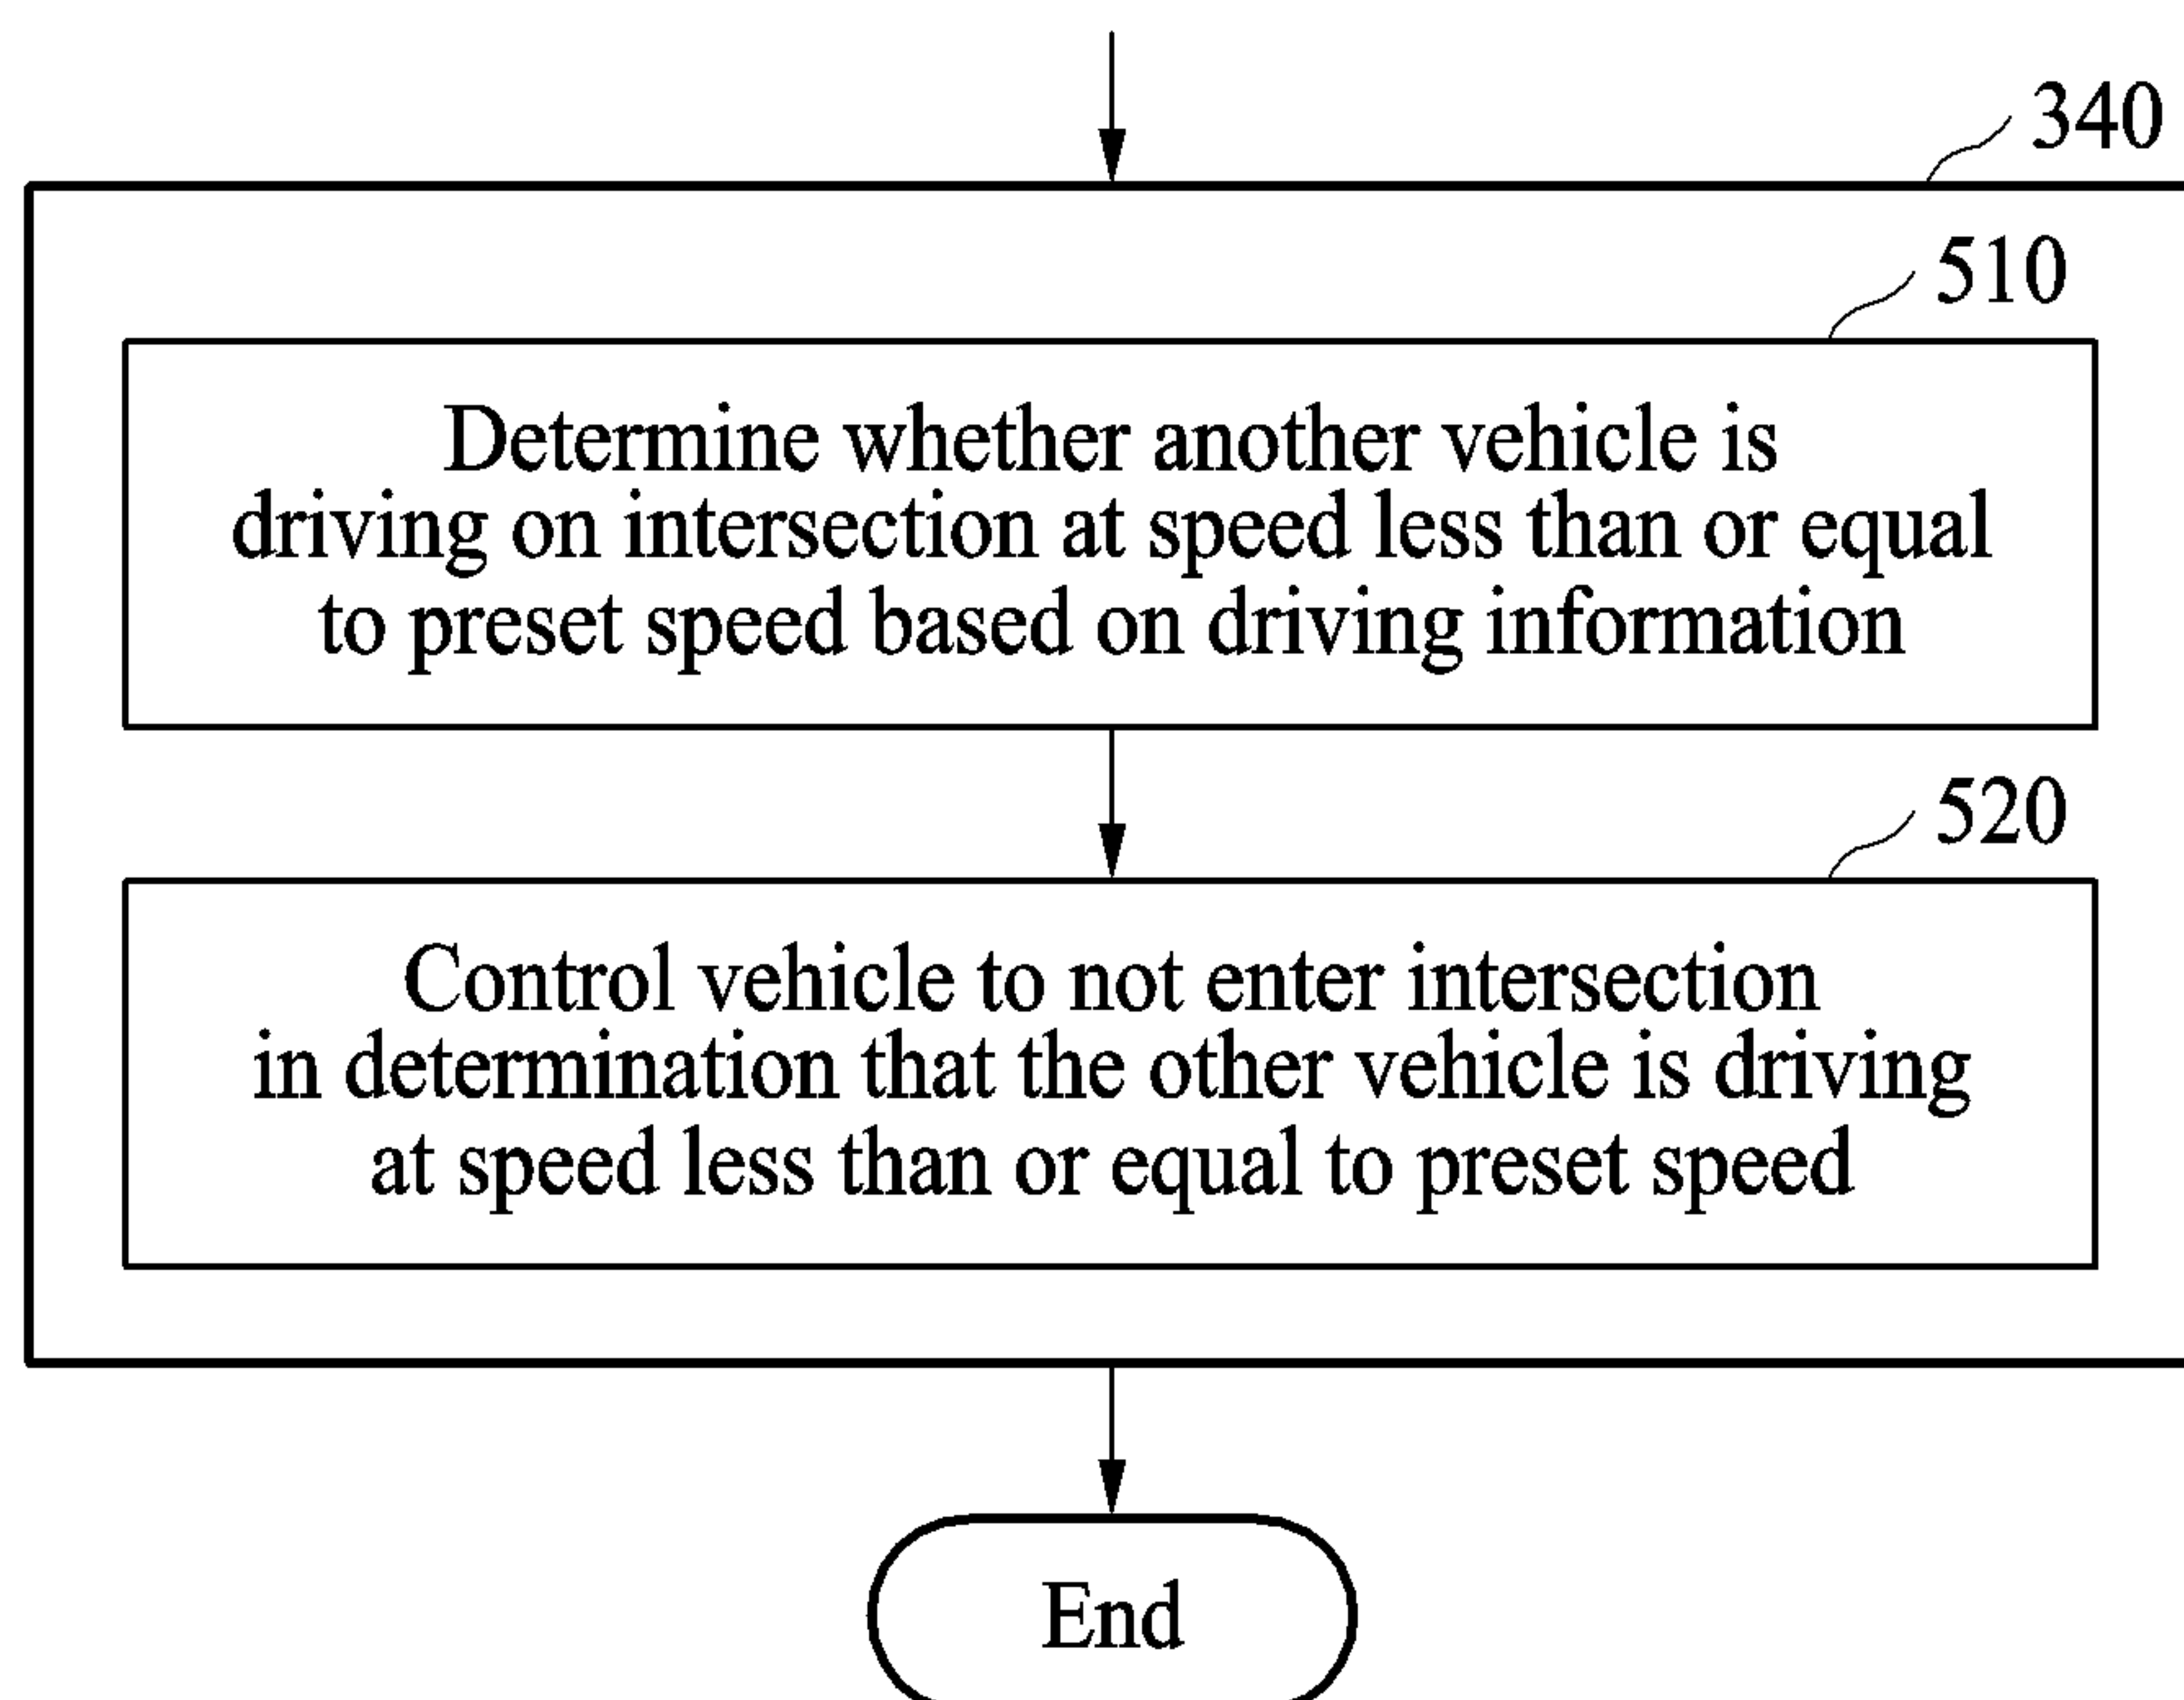 340
510
Determine whether another vehicle is
driving on intersection at speed less than or equal
to preset speed based on driving information
520
Control vehicle to not enter intersection
in determination that the other vehicle is driving
at speed less than or equal to preset speed
End